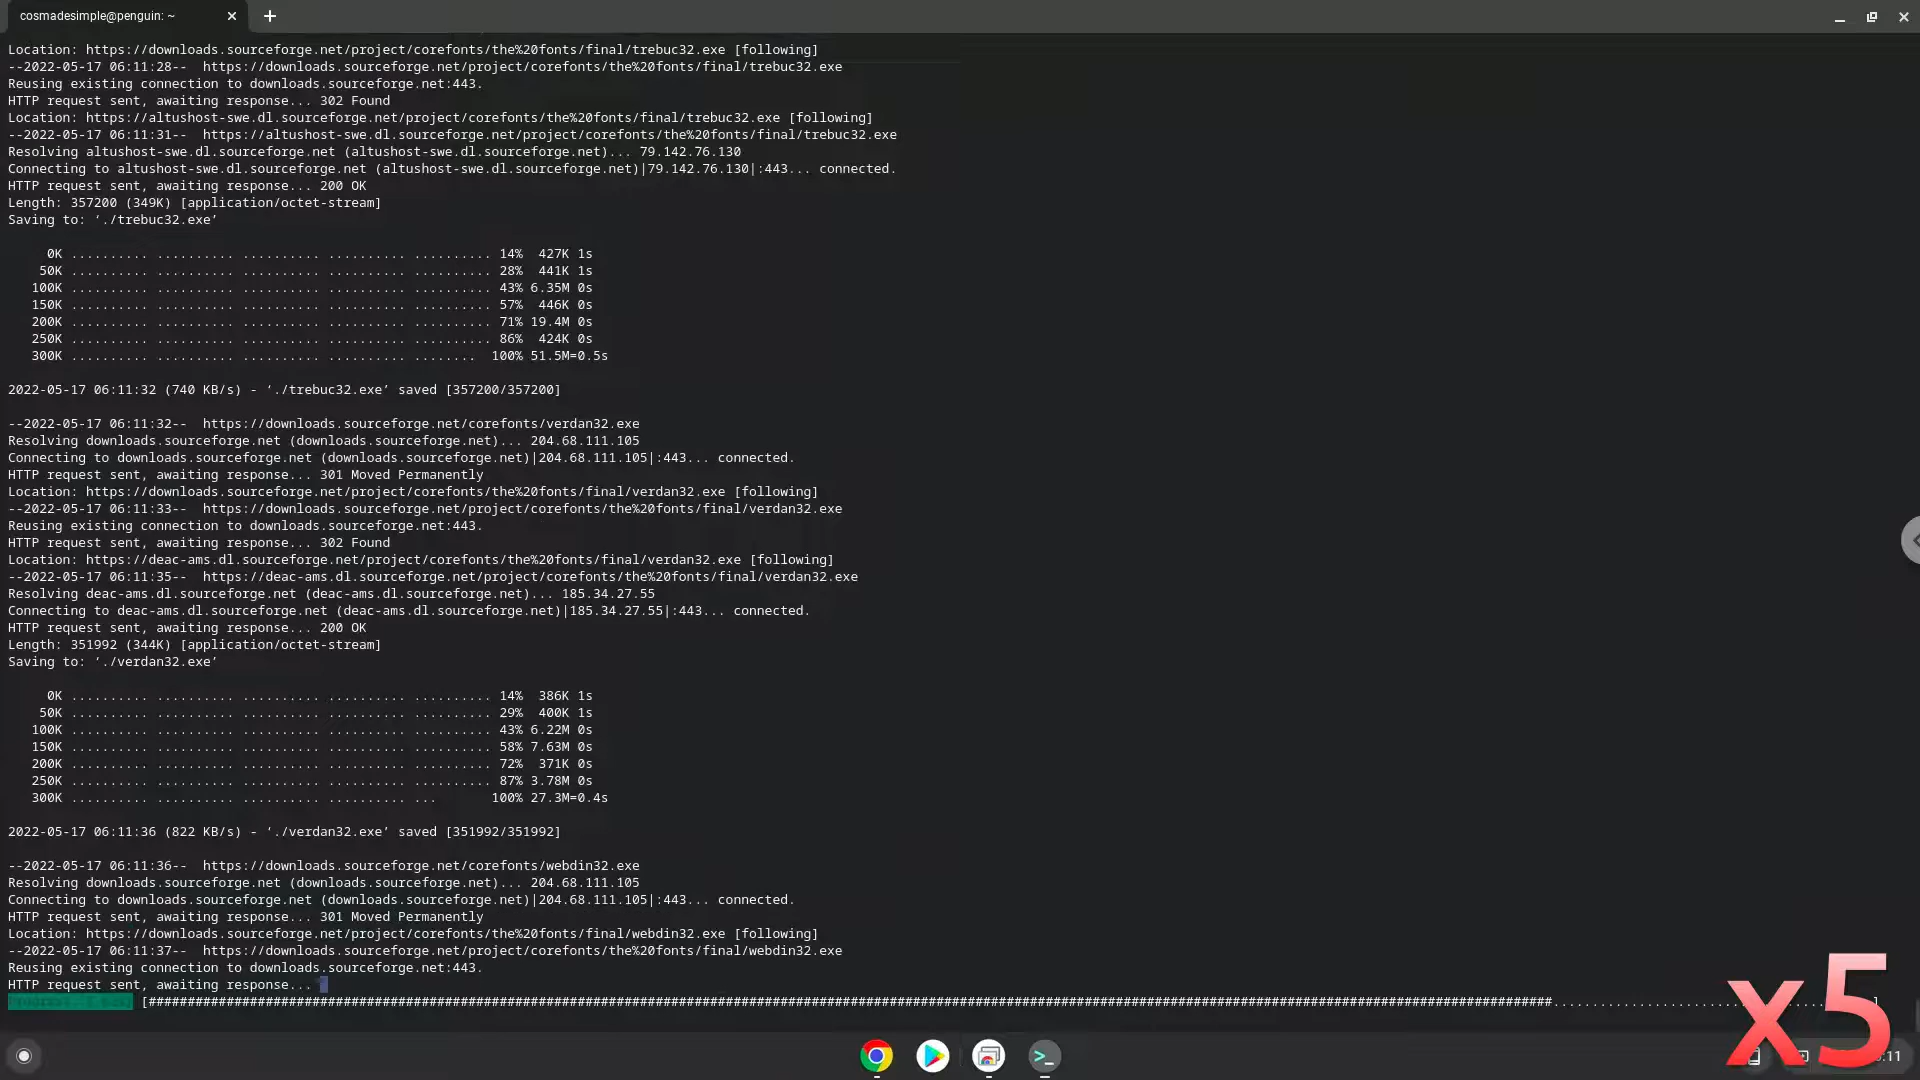 cosmadesimple@penguin: ~
Location: https://downloads.sourceforge.net/project/corefonts/the%20fonts/final/trebuc32.exe [following]
--2022-05-17 06:11:28--  https://downloads.sourceforge.net/project/corefonts/the%20fonts/final/trebuc32.exe
Reusing existing connection to downloads.sourceforge.net:443.
HTTP request sent, awaiting response... 302 Found
Location: https://altushost-swe.dl.sourceforge.net/project/corefonts/the%20fonts/final/trebuc32.exe [following]
--2022-05-17 06:11:31--  https://altushost-swe.dl.sourceforge.net/project/corefonts/the%20fonts/final/trebuc32.exe
Resolving altushost-swe.dl.sourceforge.net (altushost-swe.dl.sourceforge.net)... 79.142.76.130
Connecting to altushost-swe.dl.sourceforge.net (altushost-swe.dl.sourceforge.net)|79.142.76.130|:443... connected.
HTTP request sent, awaiting response... 200 OK
Length: 357200 (349K) [application/octet-stream]
Saving to: ‘./trebuc32.exe’
0K .......... .......... .......... .......... .......... 14%  427K 1s
50K .......... .......... .......... .......... .......... 28%  441K 1s
100K .......... .......... .......... .......... .......... 43% 6.35M 0s
150K .......... .......... .......... .......... .......... 57%  446K 0s
200K .......... .......... .......... .......... .......... 71% 19.4M 0s
250K .......... .......... .......... .......... .......... 86%  424K 0s
300K .......... .......... .......... .......... ........  100% 51.5M=0.5s
2022-05-17 06:11:32 (740 KB/s) - ‘./trebuc32.exe’ saved [357200/357200]
--2022-05-17 06:11:32--  https://downloads.sourceforge.net/corefonts/verdan32.exe
Resolving downloads.sourceforge.net (downloads.sourceforge.net)... 204.68.111.105
Connecting to downloads.sourceforge.net (downloads.sourceforge.net)|204.68.111.105|:443... connected.
HTTP request sent, awaiting response... 301 Moved Permanently
Location: https://downloads.sourceforge.net/project/corefonts/the%20fonts/final/verdan32.exe [following]
--2022-05-17 06:11:33--  https://downloads.sourceforge.net/project/corefonts/the%20fonts/final/verdan32.exe
Reusing existing connection to downloads.sourceforge.net:443.
HTTP request sent, awaiting response... 302 Found
Location: https://deac-ams.dl.sourceforge.net/project/corefonts/the%20fonts/final/verdan32.exe [following]
--2022-05-17 06:11:35--  https://deac-ams.dl.sourceforge.net/project/corefonts/the%20fonts/final/verdan32.exe
Resolving deac-ams.dl.sourceforge.net (deac-ams.dl.sourceforge.net)... 185.34.27.55
Connecting to deac-ams.dl.sourceforge.net (deac-ams.dl.sourceforge.net)|185.34.27.55|:443... connected.
HTTP request sent, awaiting response... 200 OK
Length: 351992 (344K) [application/octet-stream]
Saving to: ‘./verdan32.exe’
0K .......... .......... .......... .......... .......... 14%  386K 1s
50K .......... .......... .......... .......... .......... 29%  400K 1s
100K .......... .......... .......... .......... .......... 43% 6.22M 0s
150K .......... .......... .......... .......... .......... 58% 7.63M 0s
200K .......... .......... .......... .......... .......... 72%  371K 0s
250K .......... .......... .......... .......... .......... 87% 3.78M 0s
300K .......... .......... .......... .......... ...       100% 27.3M=0.4s
2022-05-17 06:11:36 (822 KB/s) - ‘./verdan32.exe’ saved [351992/351992]
--2022-05-17 06:11:36--  https://downloads.sourceforge.net/corefonts/webdin32.exe
Resolving downloads.sourceforge.net (downloads.sourceforge.net)... 204.68.111.105
Connecting to downloads.sourceforge.net (downloads.sourceforge.net)|204.68.111.105|:443... connected.
HTTP request sent, awaiting response... 301 Moved Permanently
Location: https://downloads.sourceforge.net/project/corefonts/the%20fonts/final/webdin32.exe [following]
--2022-05-17 06:11:37--  https://downloads.sourceforge.net/project/corefonts/the%20fonts/final/webdin32.exe
Reusing existing connection to downloads.sourceforge.net:443.
HTTP request sent, awaiting response...
x5